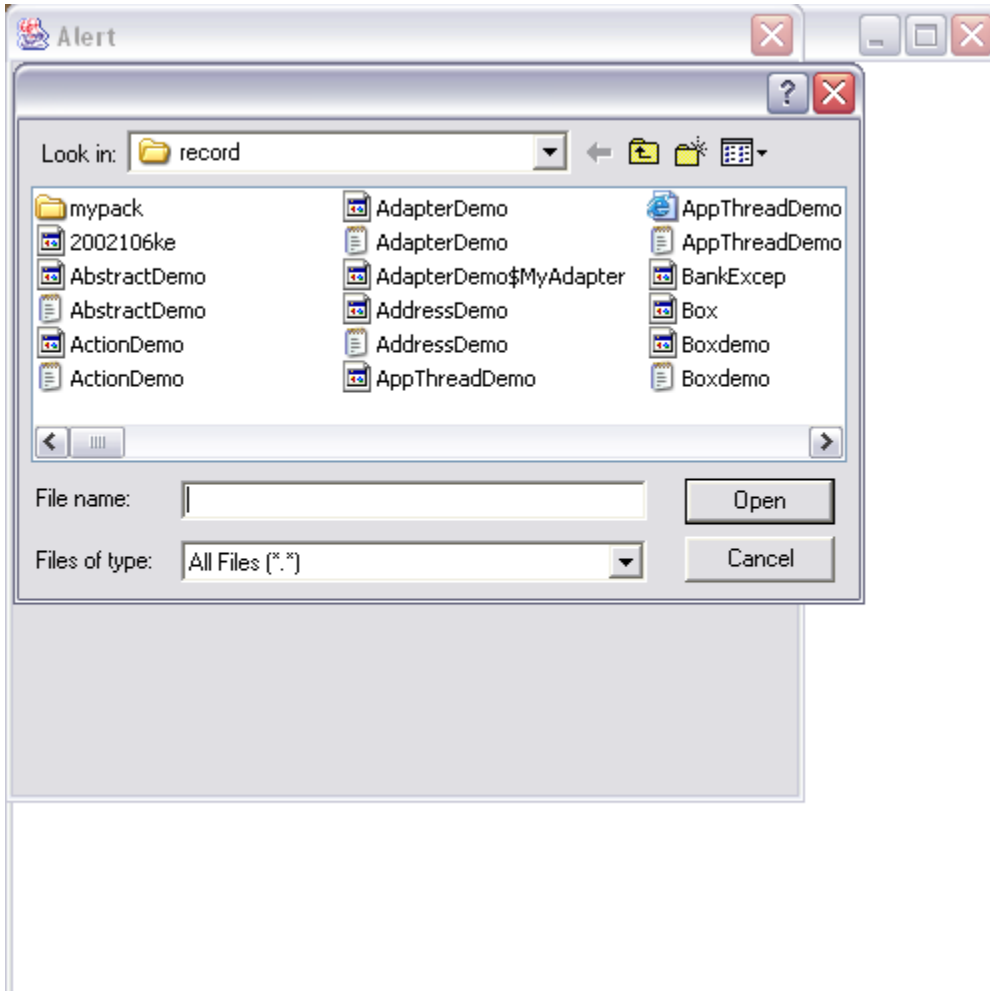 Alert
Look in: record
mypack
2002106ke
AbstractDemo
AbstractDemo
ActionDemo
ActionDemo
AdapterDemo
AdapterDemo
AdapterDemo$MyAdapter
AddressDemo
AddressDemo
AppThreadDemo
AppThreadDemo
AppThreadDemo
BankExcep
Box
Boxdemo
Boxdemo
File name:
Open
Files of type: All Files (*.*)
Cancel